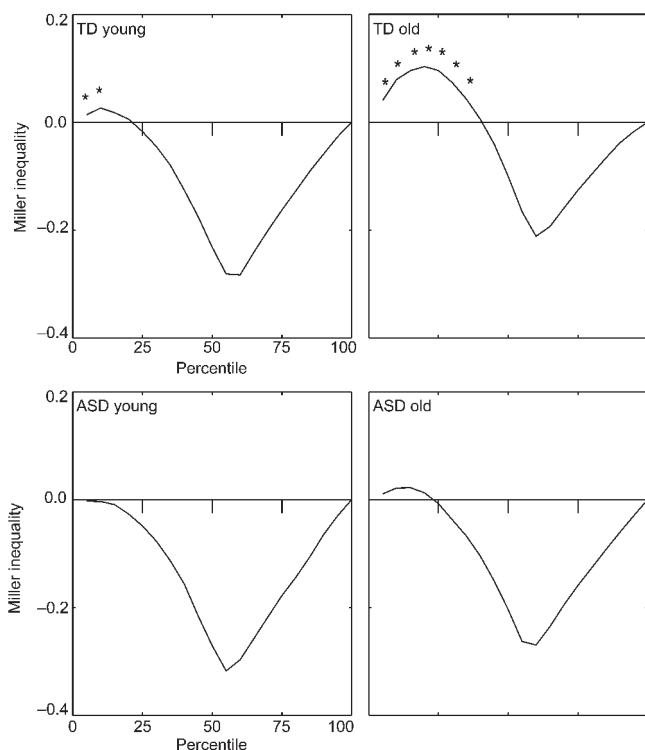 TD young
TD old
0.2
0.0
−0.2
−0.4
Miller inequality
* *
* * * * * * *
0 25 50 75 100
Percentile
ASD young
ASD old
0.2
0.0
−0.2
−0.4
Miller inequality
0 25 50 75 100
Percentile